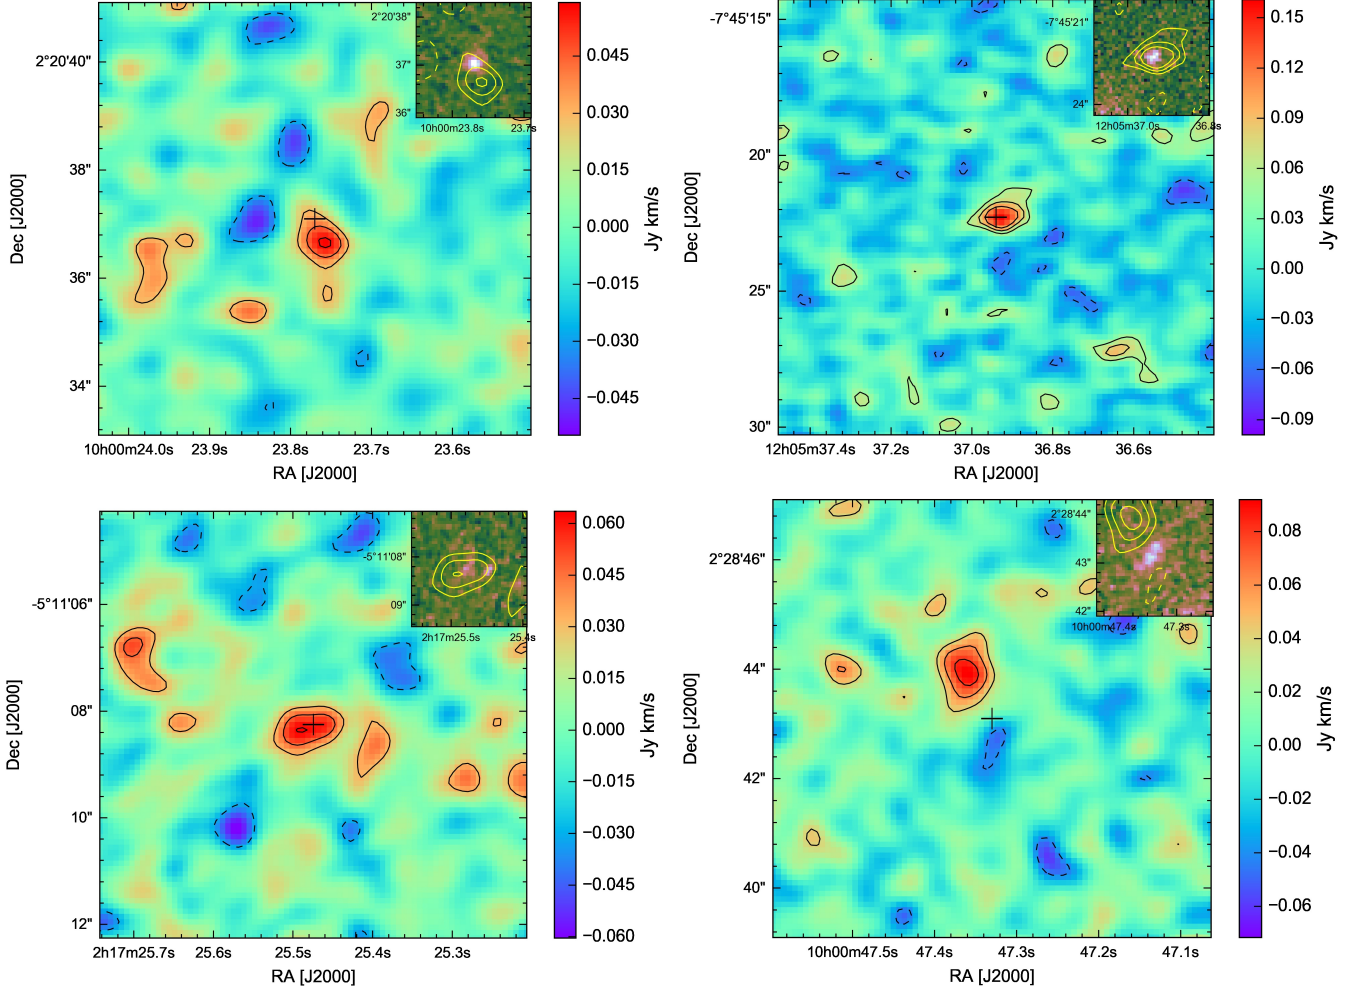 2°20'38"
37"
36"
10h00m23.8s 23.7s
2°20'40"
38"
36"
34"
Dec [J2000]
10h00m24.0s 23.9s 23.8s 23.7s 23.6s
RA [J2000]
0.045
0.030
0.015
0.000
−0.015
−0.030
−0.045
Jy km/s
-7°45'21"
24"
12h05m37.0s 36.8s
-7°45'15"
20"
25"
30"
Dec [J2000]
12h05m37.4s 37.2s 37.0s 36.8s 36.6s
RA [J2000]
0.15
0.12
0.09
0.06
0.03
0.00
−0.03
−0.06
−0.09
Jy km/s
-5°11'08"
09"
2h17m25.5s 25.4s
-5°11'06"
08"
10"
12"
Dec [J2000]
2h17m25.7s 25.6s 25.5s 25.4s 25.3s
RA [J2000]
0.060
0.045
0.030
0.015
0.000
−0.015
−0.030
−0.045
−0.060
Jy km/s
2°28'44"
43"
42"
10h00m47.4s 47.3s
2°28'46"
44"
42"
40"
Dec [J2000]
10h00m47.5s 47.4s 47.3s 47.2s 47.1s
RA [J2000]
0.08
0.06
0.04
0.02
0.00
−0.02
−0.04
−0.06
Jy km/s